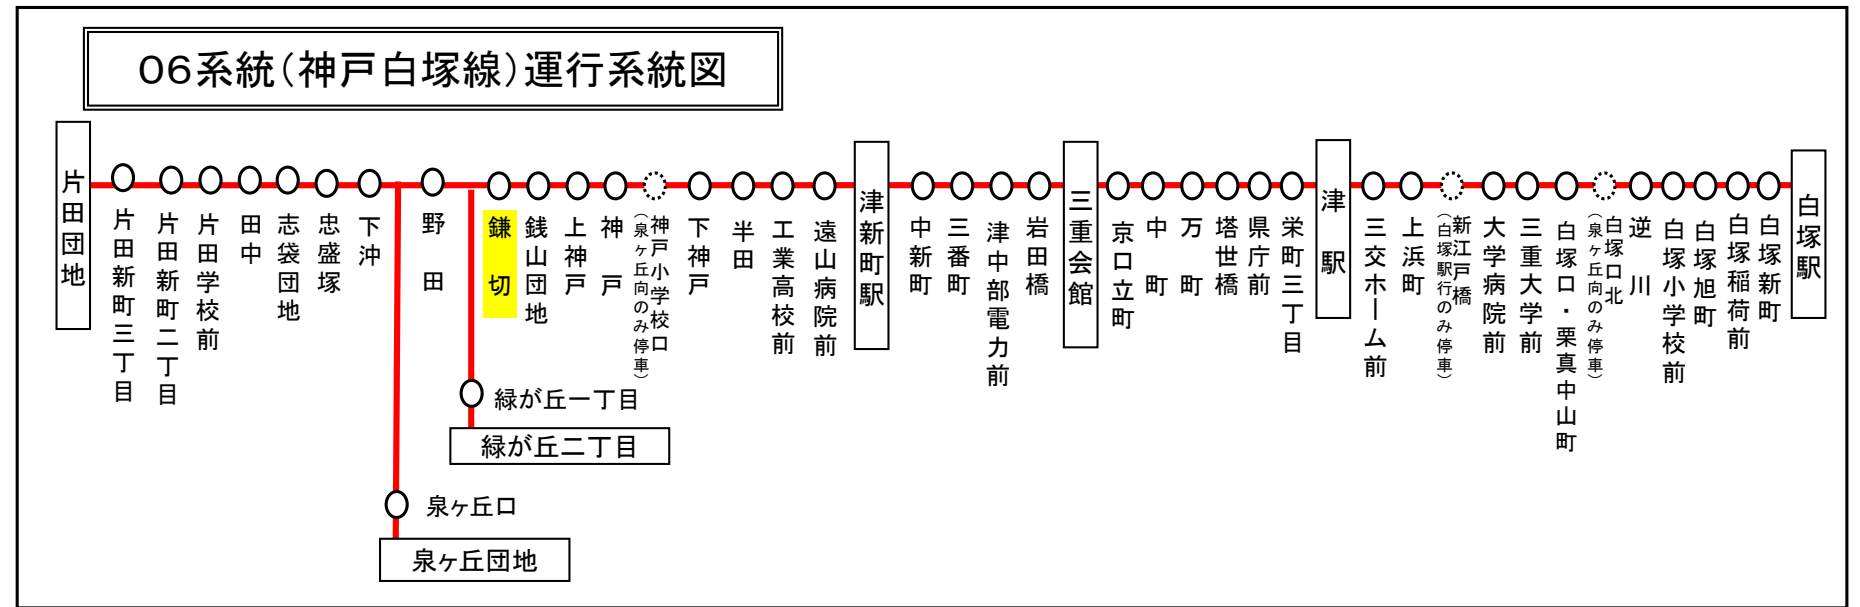 06系統(神戸白塚線)運行系統図
片田団地
片田新町三丁目
片田新町二丁目
片田学校前
田中
志袋団地
忠盛塚
下沖
野田
鎌切
銭山団地
上神戸
神戸
神戸小学校口
(泉ヶ丘向のみ停車)
下神戸
半田
工業高校前
遠山病院前
津新町駅
中新町
三番町
津中部電力前
岩田橋
三重会館
京口立町
中町
万町
塔世橋
県庁前
栄町三丁目
津駅
三交ホーム前
上浜町
新江戸橋
(白塚駅行のみ停車)
大学病院前
三重大学前
白塚口・栗真中山町
白塚口北
(泉ヶ丘向のみ停車)
逆川
白塚小学校前
白塚旭町
白塚稲荷前
白塚新町
白塚駅
緑が丘一丁目
緑が丘二丁目
泉ヶ丘口
泉ヶ丘団地